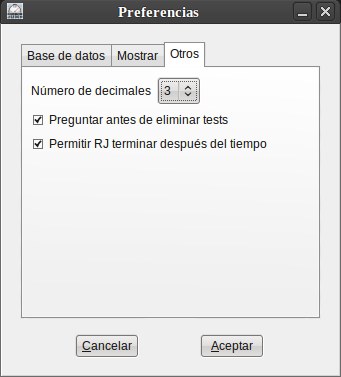 Preferencias
Base de datos Mostrar Otros
Número de decimales 3
Preguntar antes de eliminar tests
Permitir RJ terminar después del tiempo
Cancelar Aceptar